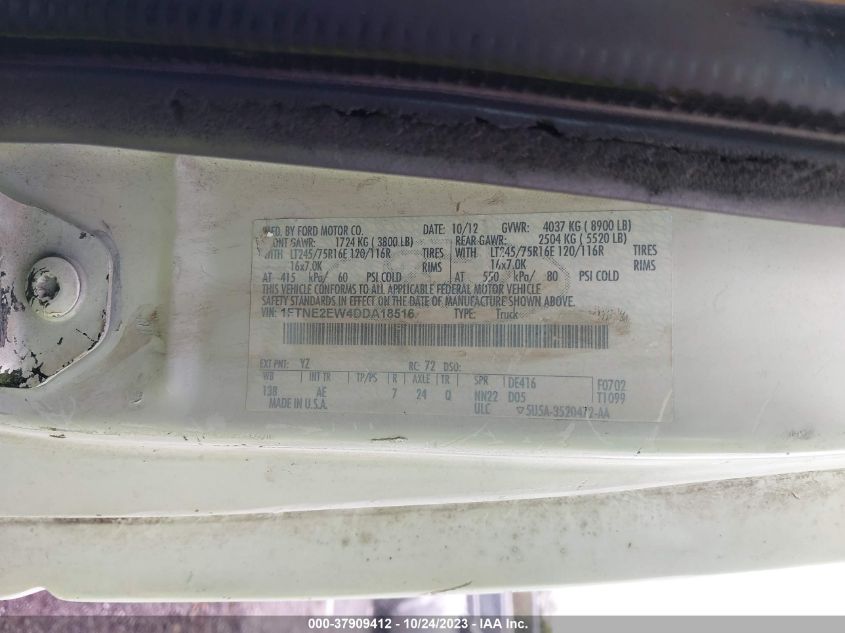 MFD. BY FORD MOTOR CO. DATE: 10/12 GVWR: 4037 KG ( 8900 LB)
FRONT GAWR: 1724 KG ( 3800 LB) REAR GAWR: 2504 KG ( 5520 LB)
WITH LT245/75R16E 120/116R TIRES WITH LT245/75R16E 120/116R TIRES
16x7.0K RIMS 16x7.0K RIMS
AT 415 kPa/ 60 PSI COLD AT 550 kPa/ 80 PSI COLD
THIS VEHICLE CONFORMS TO ALL APPLICABLE FEDERAL MOTOR VEHICLE
SAFETY STANDARDS IN EFFECT ON THE DATE OF MANUFACTURE SHOWN ABOVE.
VIN: 1FTNE2EW4DDA18516 TYPE: Truck
EXT PNT: YZ RC: 72 DSO:
WB INT TR TP/PS R AXLE TR SPR DE416 F0702
138 AE 7 24 Q NN22 D05 T1099
MADE IN U.S.A. ULC 5U5A-3520472-AA
000-37909412 - 10/24/2023 - IAA Inc.